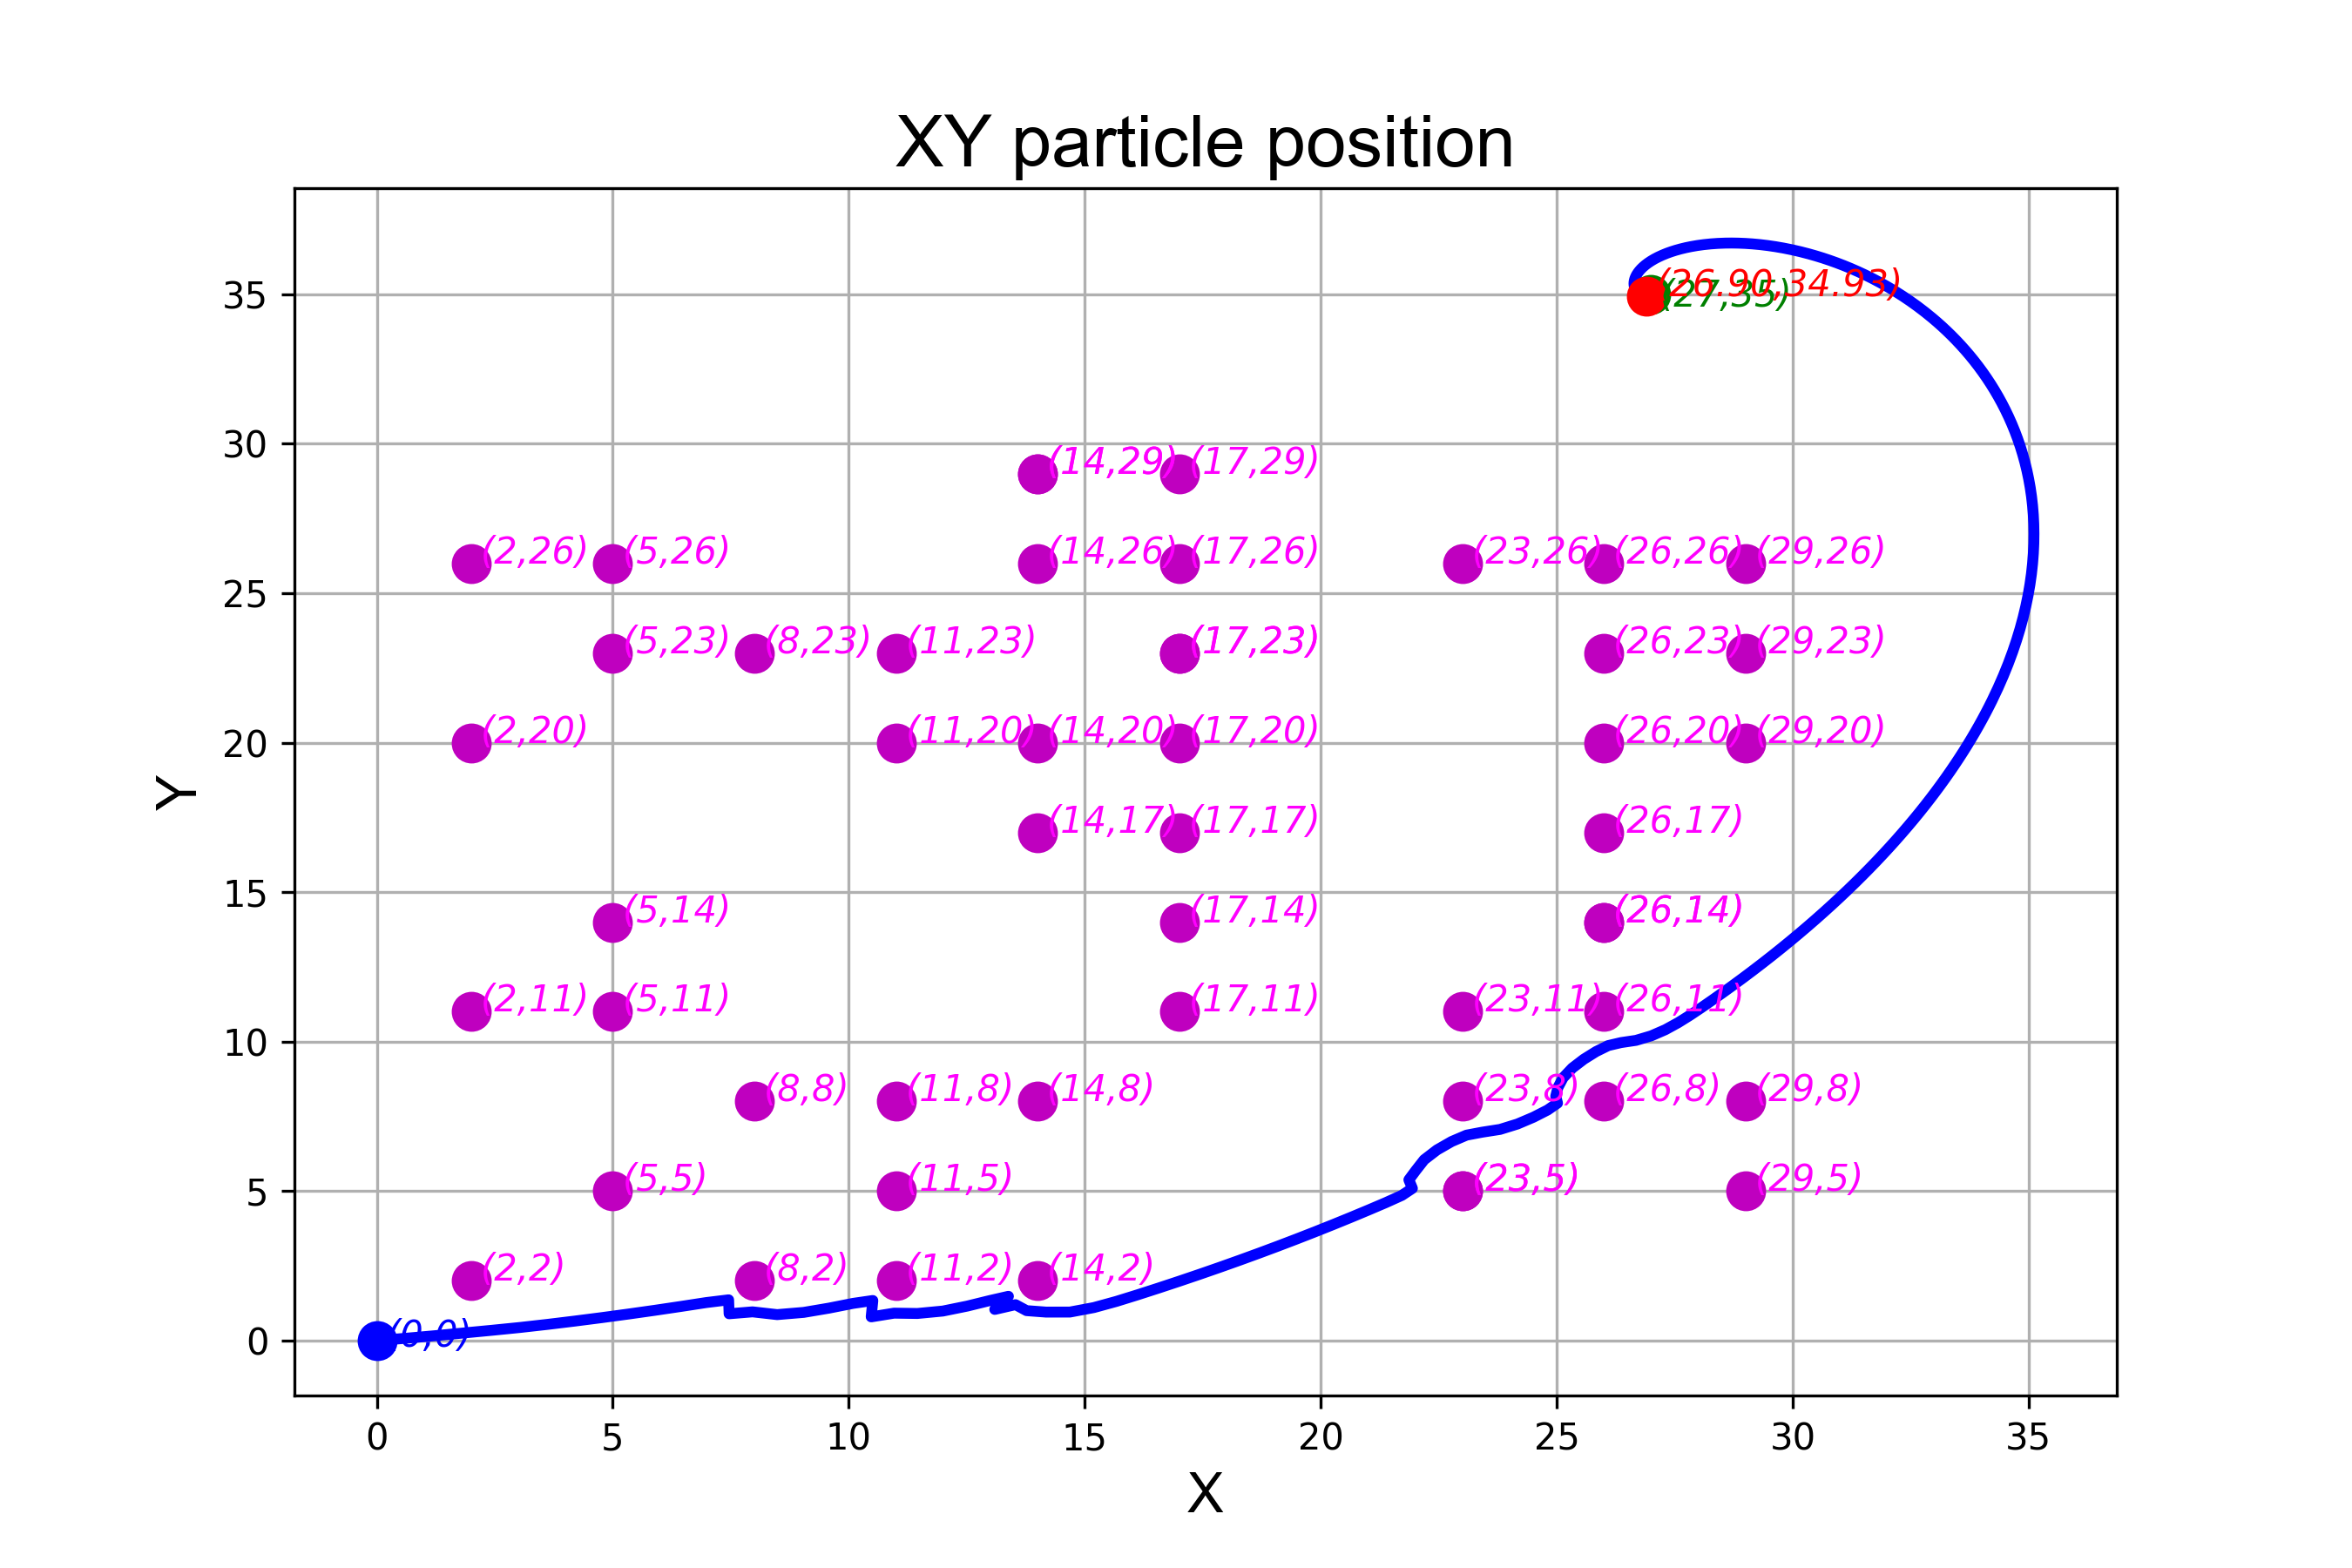 XY particle position
35
(26.90,34.93)
(27,35)
30
(14,29) (17,29)
(2,26) (5,26) (14,26) (17,26) (23,26) (26,26) (29,26)
25
(5,23) (8,23) (11,23) (17,23) (26,23) (29,23)
20
(2,20) (11,20) (14,20) (17,20) (26,20) (29,20)
Y
(14,17) (17,17) (26,17)
15
(5,14) (17,14) (26,14)
(2,11) (5,11) (17,11) (23,11) (26,11)
10
(8,8) (11,8) (14,8) (23,8) (26,8) (29,8)
5
(5,5) (11,5) (23,5) (29,5)
(2,2) (8,2) (11,2) (14,2)
0
(0,0)
0 5 10 15 20 25 30 35
X